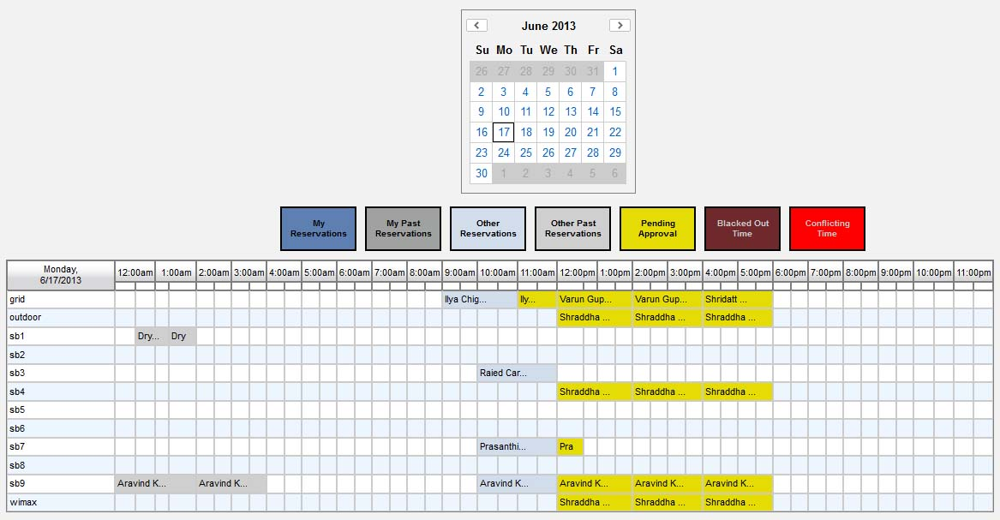 June 2013
Su Mo Tu We Th Fr Sa
26 27 28 29 30 31 1
2 3 4 5 6 7 8
9 10 11 12 13 14 15
16 17 18 19 20 21 22
23 24 25 26 27 28 29
30 1 2 3 4 5 6
My Reservations
My Past Reservations
Other Reservations
Other Past Reservations
Pending Approval
Blacked Out Time
Conflicting Time
Monday, 6/17/2013 12:00am 1:00am 2:00am 3:00am 4:00am 5:00am 6:00am 7:00am 8:00am 9:00am 10:00am 11:00am 12:00pm 1:00pm 2:00pm 3:00pm 4:00pm 5:00pm 6:00pm 7:00pm 8:00pm 9:00pm 10:00pm 11:00pm
grid Ilya Chig... Ily... Varun Gup... Varun Gup... Shridatt ...
outdoor Shraddha ... Shraddha ... Shraddha ...
sb1 Dry... Dry
sb2
sb3 Raied Car...
sb4 Shraddha ... Shraddha ... Shraddha ...
sb5
sb6
sb7 Prasanthi... Pra
sb8
sb9 Aravind K... Aravind K... Aravind K... Aravind K... Aravind K... Aravind K...
wimax Shraddha ... Shraddha ... Shraddha ...